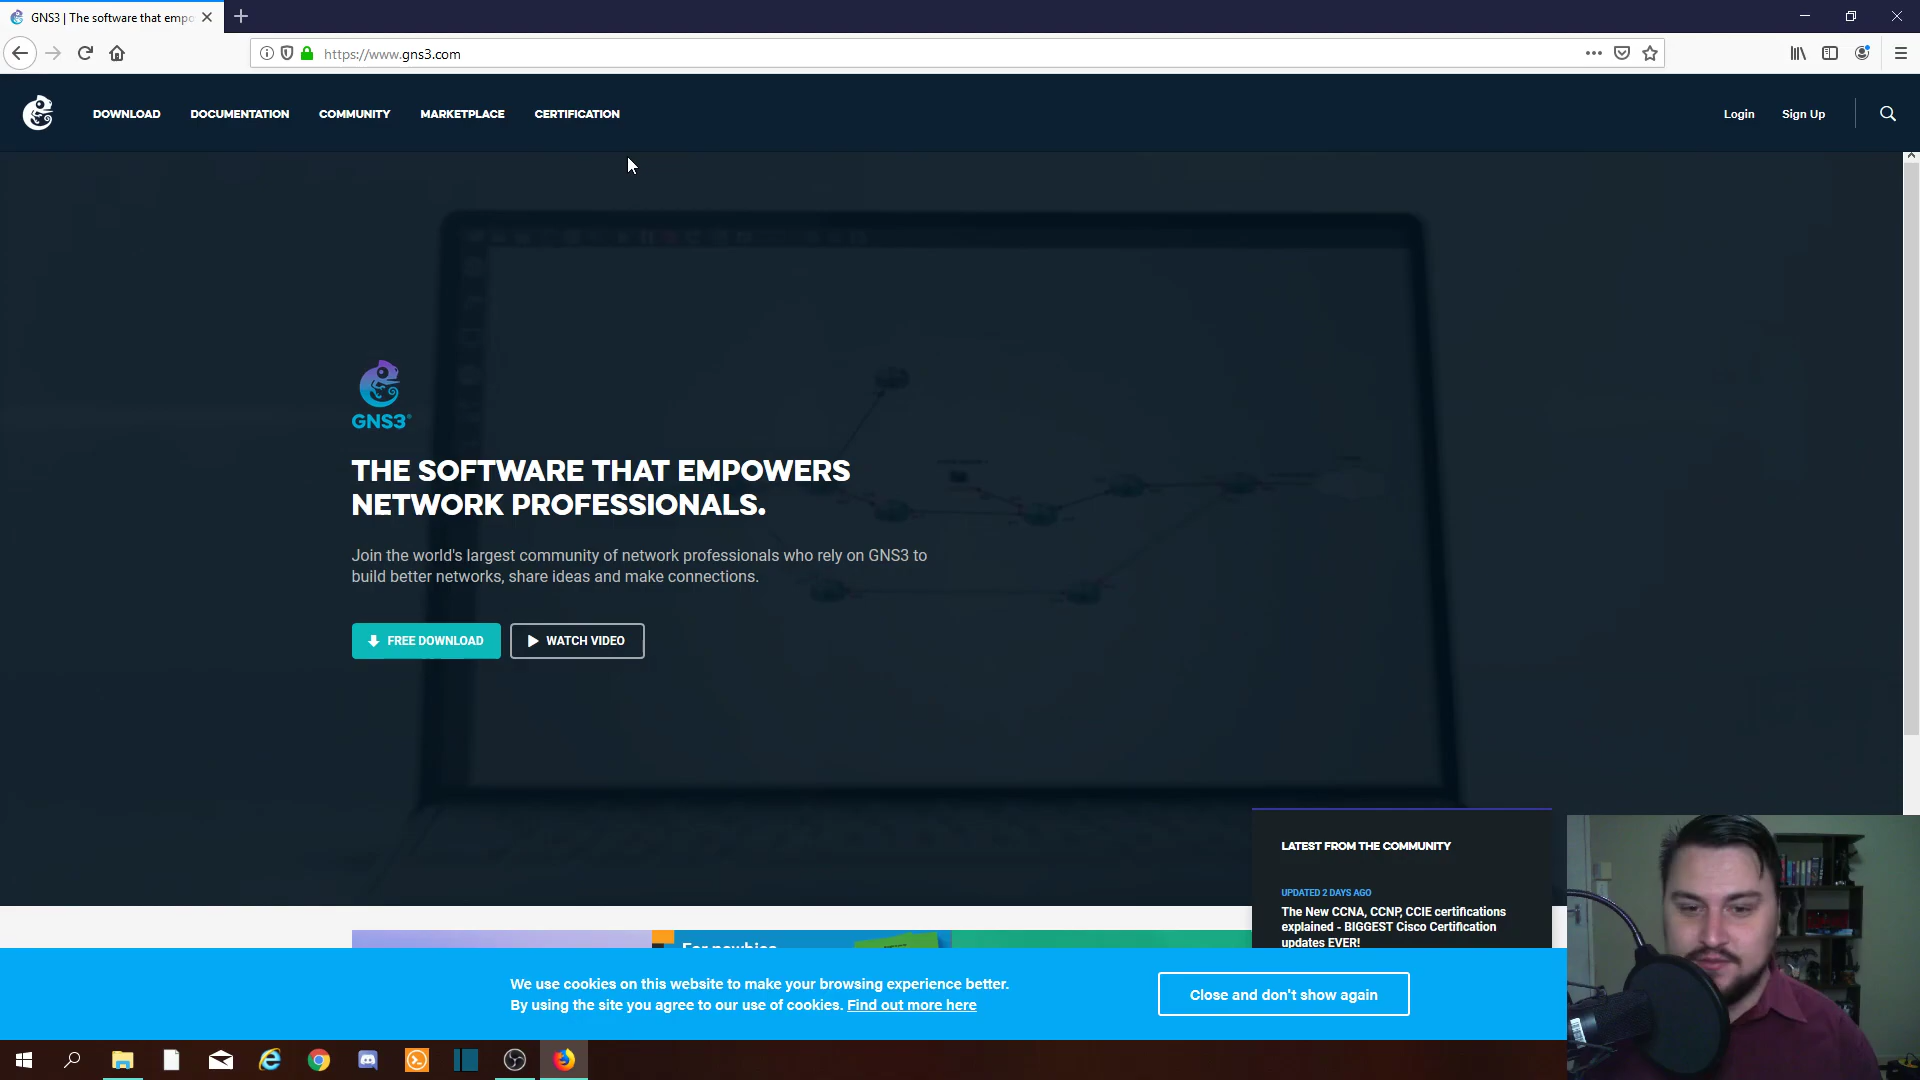 GNS3 | The software that empo
https://www.gns3.com
DOWNLOAD
DOCUMENTATION
COMMUNITY
MARKETPLACE
CERTIFICATION
Login
Sign Up
GNS3®
THE SOFTWARE THAT EMPOWERS
NETWORK PROFESSIONALS.
Join the world's largest community of network professionals who rely on GNS3 to
build better networks, share ideas and make connections.
FREE DOWNLOAD
WATCH VIDEO
LATEST FROM THE COMMUNITY
UPDATED 2 DAYS AGO
The New CCNA, CCNP, CCIE certifications
explained - BIGGEST Cisco Certification
updates EVER!
For newbies
We use cookies on this website to make your browsing experience better.
By using the site you agree to our use of cookies. Find out more here
Close and don't show again